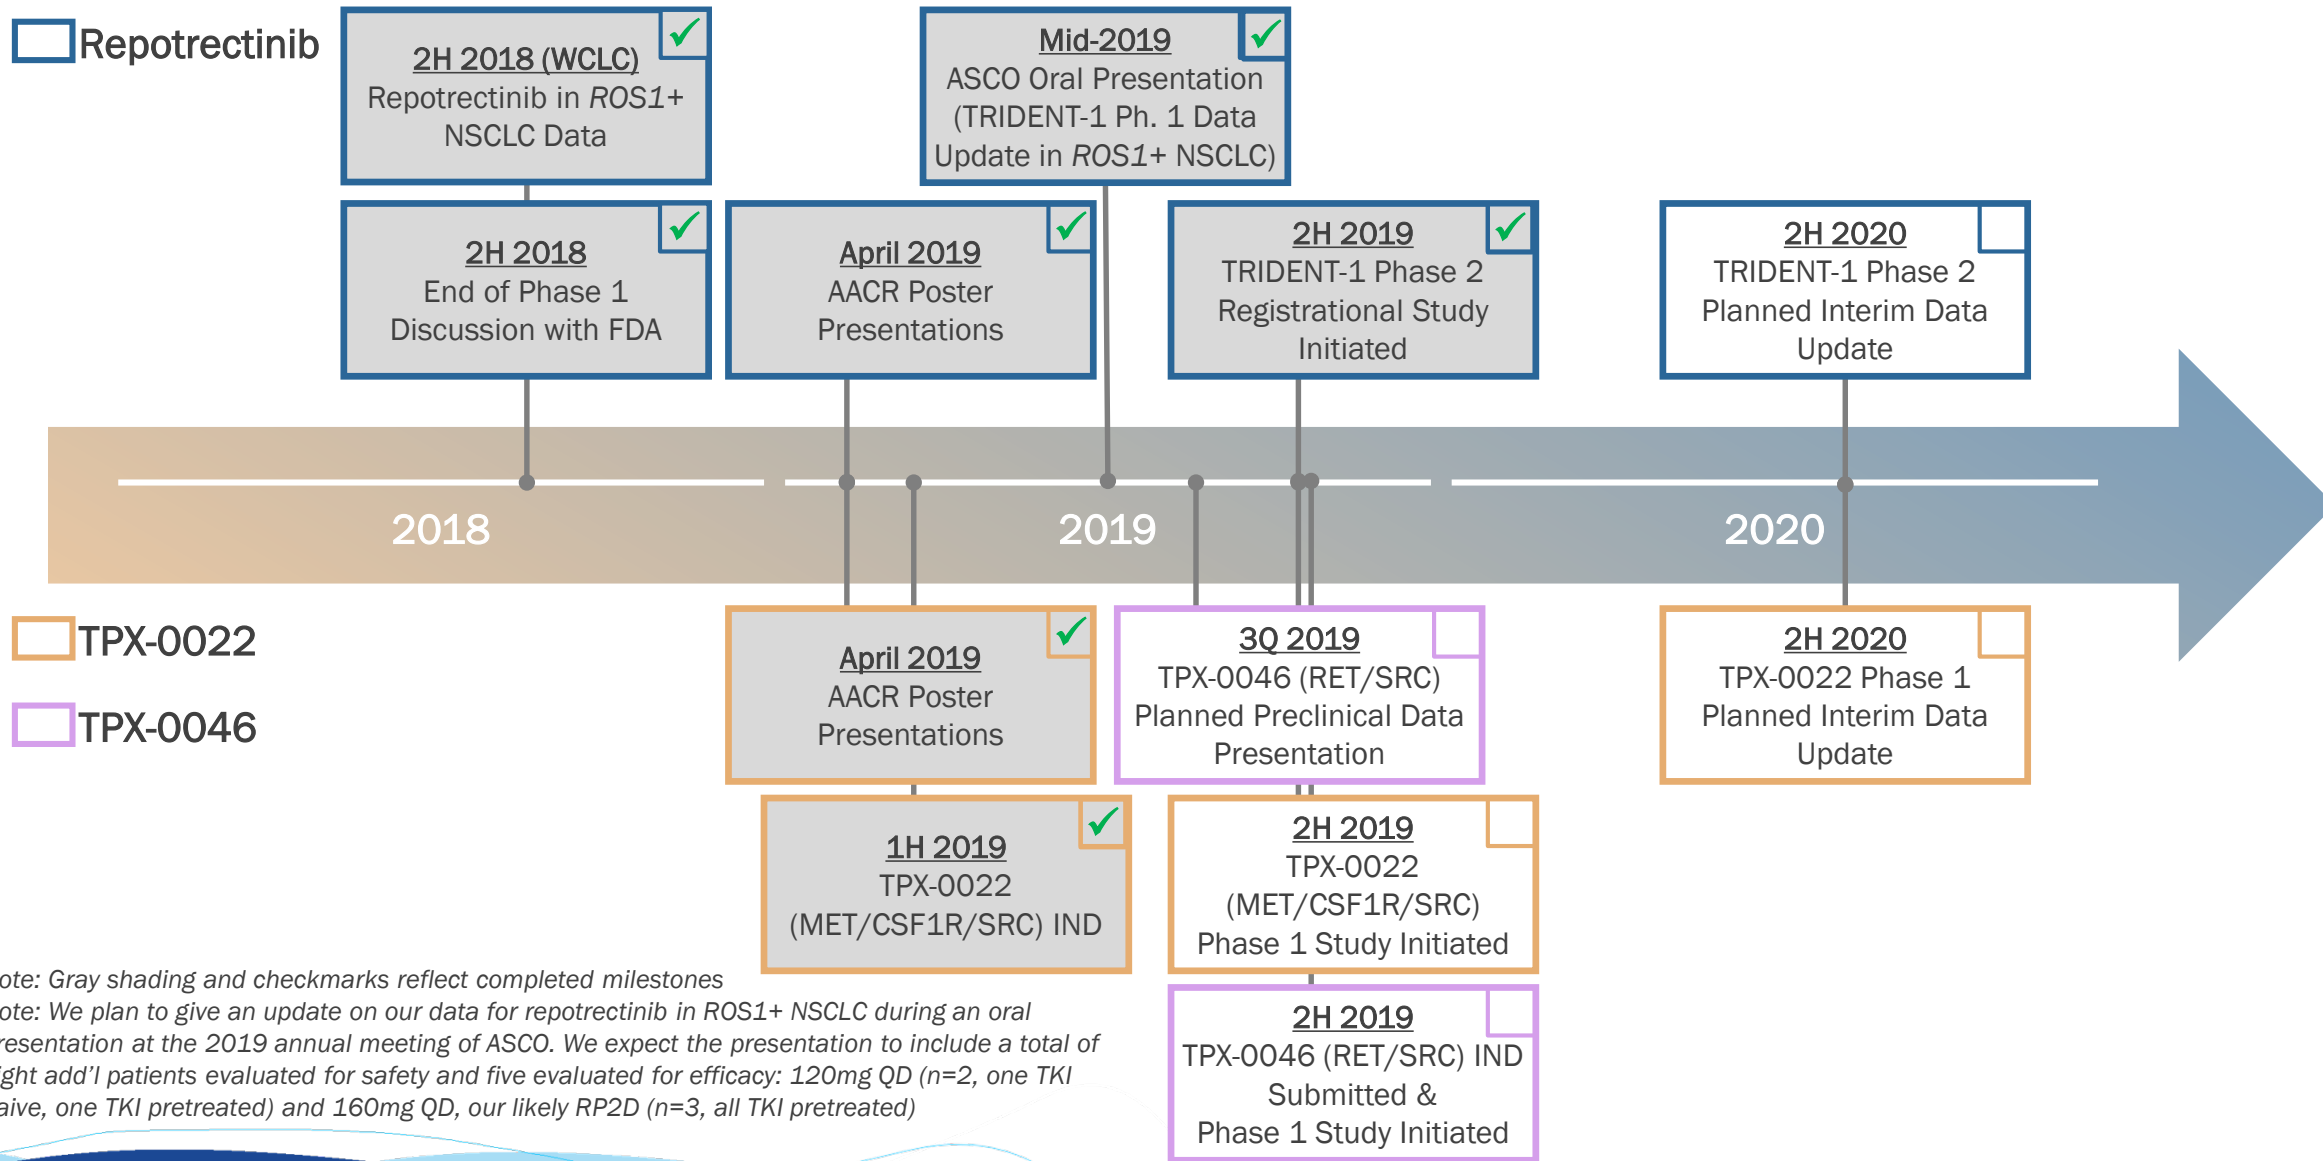 Repotrectinib
2H 2018 (WCLC)
Repotrectinib in ROS1+
NSCLC Data
Mid-2019
ASCO Oral Presentation
(TRIDENT-1 Ph. 1 Data
Update in ROS1+ NSCLC)
2H 2018
End of Phase 1
Discussion with FDA
April 2019
AACR Poster
Presentations
2H 2019
TRIDENT-1 Phase 2
Registrational Study
Initiated
2H 2020
TRIDENT-1 Phase 2
Planned Interim Data
Update
2018
2019
2020
TPX-0022
TPX-0046
April 2019
AACR Poster
Presentations
3Q 2019
TPX-0046 (RET/SRC)
Planned Preclinical Data
Presentation
2H 2020
TPX-0022 Phase 1
Planned Interim Data
Update
1H 2019
TPX-0022
(MET/CSF1R/SRC) IND
2H 2019
TPX-0022
(MET/CSF1R/SRC)
Phase 1 Study Initiated
2H 2019
TPX-0046 (RET/SRC) IND
Submitted &
Phase 1 Study Initiated
ote: Gray shading and checkmarks reflect completed milestones
ote: We plan to give an update on our data for repotrectinib in ROS1+ NSCLC during an oral
resentation at the 2019 annual meeting of ASCO. We expect the presentation to include a total of
ight add'l patients evaluated for safety and five evaluated for efficacy: 120mg QD (n=2, one TKI
aive, one TKI pretreated) and 160mg QD, our likely RP2D (n=3, all TKI pretreated)